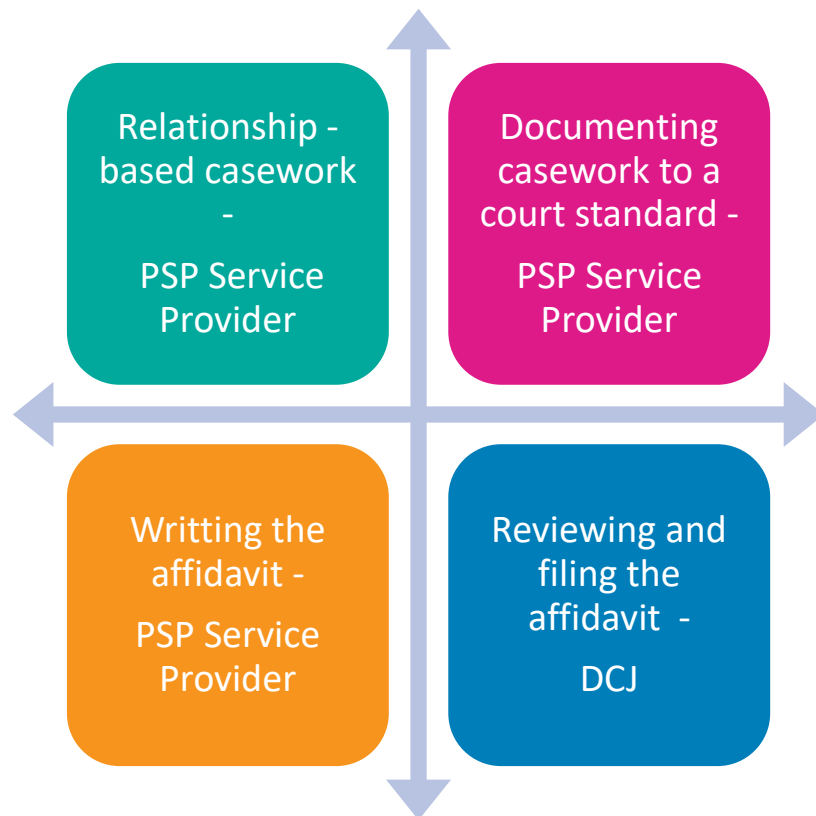 Relationship -
based casework
-
PSP Service
Provider
Documenting
casework to a
court standard -
PSP Service
Provider
Writting the
affidavit -
PSP Service
Provider
Reviewing and
filing the
affidavit  -
DCJ